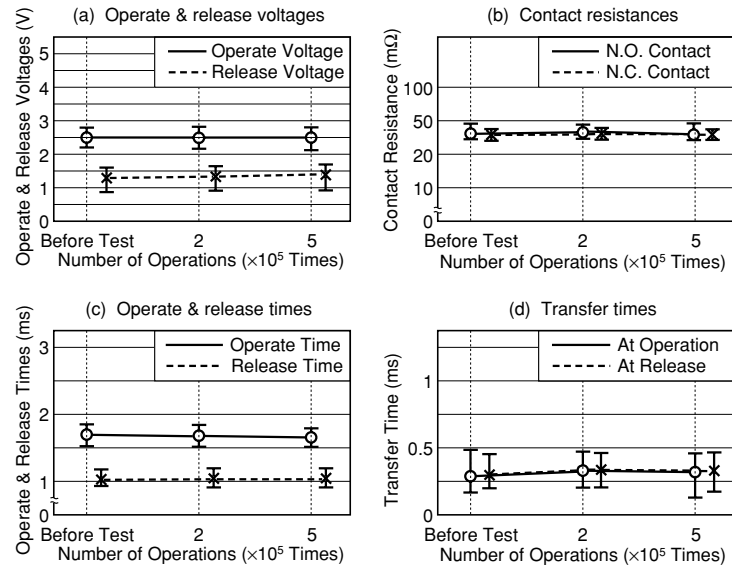 (a) Operate & release voltages
Operate & Release Voltages (V)
5
4
3
2
1
0
Operate Voltage
Release Voltage
Before Test
2
5
Number of Operations (×10⁵ Times)
(b) Contact resistances
Contact Resistance (mΩ)
100
50
20
10
0
N.O. Contact
N.C. Contact
Before Test
2
5
Number of Operations (×10⁵ Times)
(c) Operate & release times
Operate & Release Times (ms)
3
2
1
0
Operate Time
Release Time
Before Test
2
5
Number of Operations (×10⁵ Times)
(d) Transfer times
Transfer Time (ms)
1
0.5
0
At Operation
At Release
Before Test
2
5
Number of Operations (×10⁵ Times)